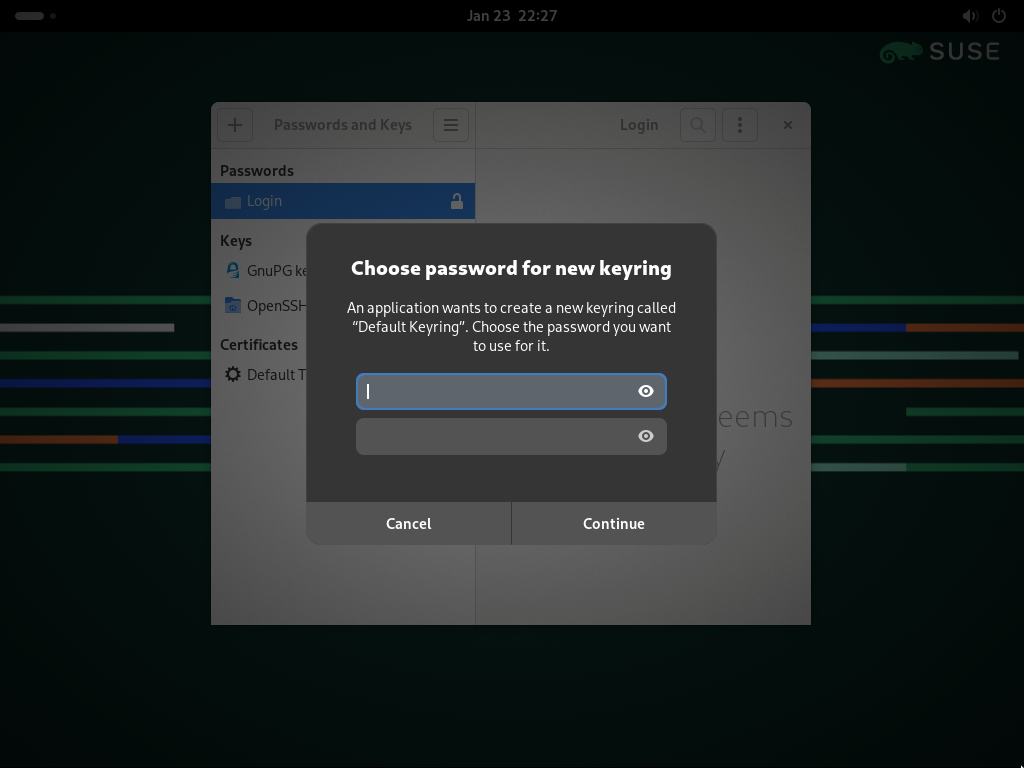 Jan 23 22:27
SUSE
Passwords and Keys
Login
Passwords
Login
Keys
GnuPG ke
OpenSSH
Certificates
Default T
eems
y
Choose password for new keyring
An application wants to create a new keyring called
“Default Keyring”. Choose the password you want
to use for it.
Cancel
Continue